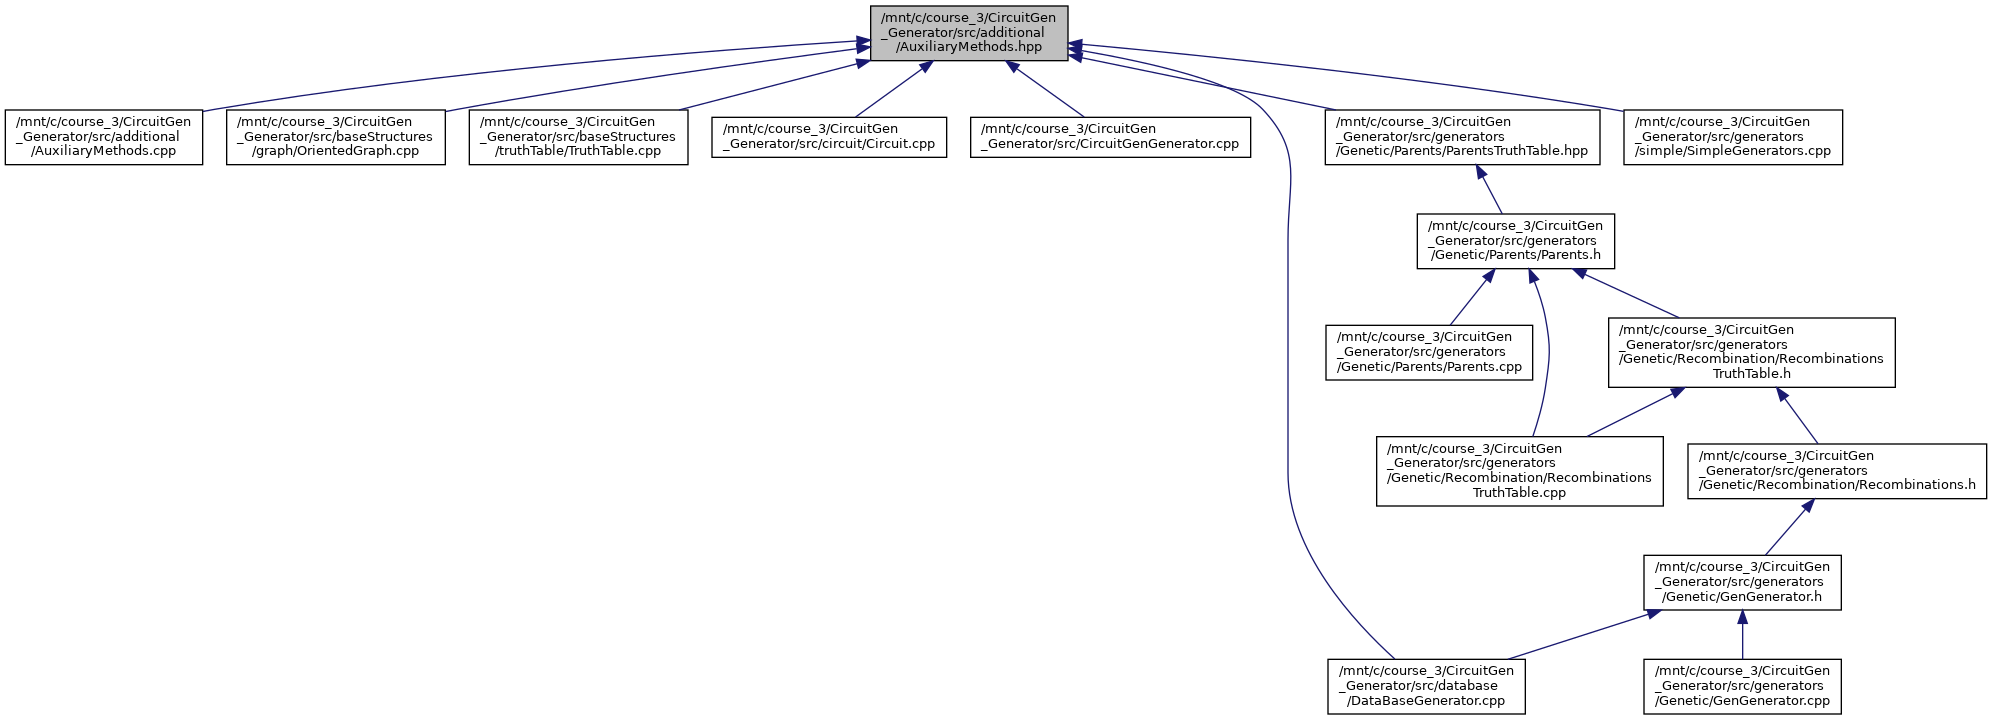 /mnt/c/course_3/CircuitGen
_Generator/src/additional
/AuxiliaryMethods.hpp
/mnt/c/course_3/CircuitGen
_Generator/src/additional
/AuxiliaryMethods.cpp
/mnt/c/course_3/CircuitGen
_Generator/src/baseStructures
/graph/OrientedGraph.cpp
/mnt/c/course_3/CircuitGen
_Generator/src/baseStructures
/truthTable/TruthTable.cpp
/mnt/c/course_3/CircuitGen
_Generator/src/circuit/Circuit.cpp
/mnt/c/course_3/CircuitGen
_Generator/src/CircuitGenGenerator.cpp
/mnt/c/course_3/CircuitGen
_Generator/src/generators
/Genetic/Parents/ParentsTruthTable.hpp
/mnt/c/course_3/CircuitGen
_Generator/src/generators
/simple/SimpleGenerators.cpp
/mnt/c/course_3/CircuitGen
_Generator/src/generators
/Genetic/Parents/Parents.h
/mnt/c/course_3/CircuitGen
_Generator/src/generators
/Genetic/Parents/Parents.cpp
/mnt/c/course_3/CircuitGen
_Generator/src/generators
/Genetic/Recombination/Recombinations
TruthTable.h
/mnt/c/course_3/CircuitGen
_Generator/src/generators
/Genetic/Recombination/Recombinations
TruthTable.cpp
/mnt/c/course_3/CircuitGen
_Generator/src/generators
/Genetic/Recombination/Recombinations.h
/mnt/c/course_3/CircuitGen
_Generator/src/generators
/Genetic/GenGenerator.h
/mnt/c/course_3/CircuitGen
_Generator/src/database
/DataBaseGenerator.cpp
/mnt/c/course_3/CircuitGen
_Generator/src/generators
/Genetic/GenGenerator.cpp